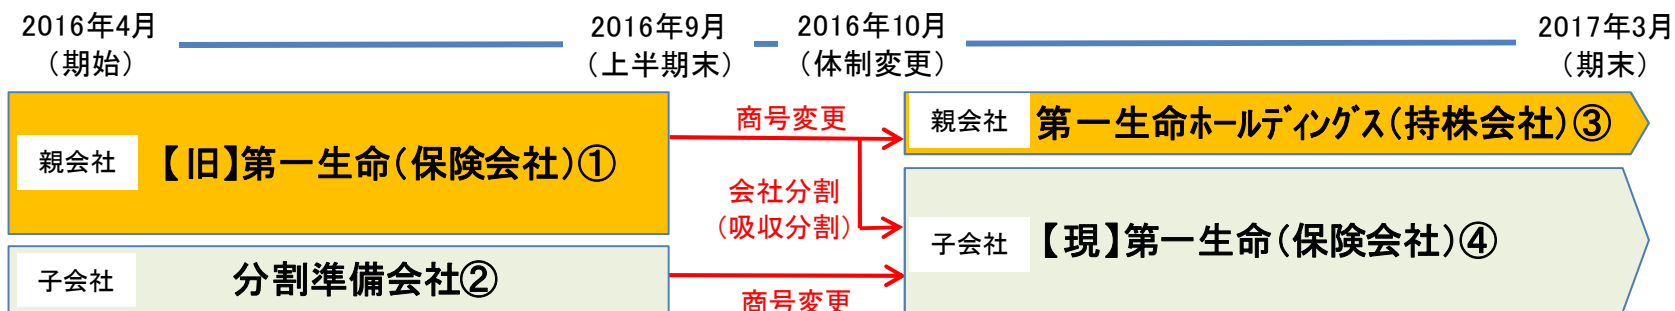 2016年4月
（期始）
2016年9月
（上半期末）
2016年10月
（体制変更）
2017年3月
（期末）
親会社
【旧】第一生命（保険会社）①
商号変更
親会社
第一生命ホールディングス（持株会社）③
会社分割
（吸収分割）
子会社
【現】第一生命（保険会社）④
子会社
分割準備会社②
商号変更